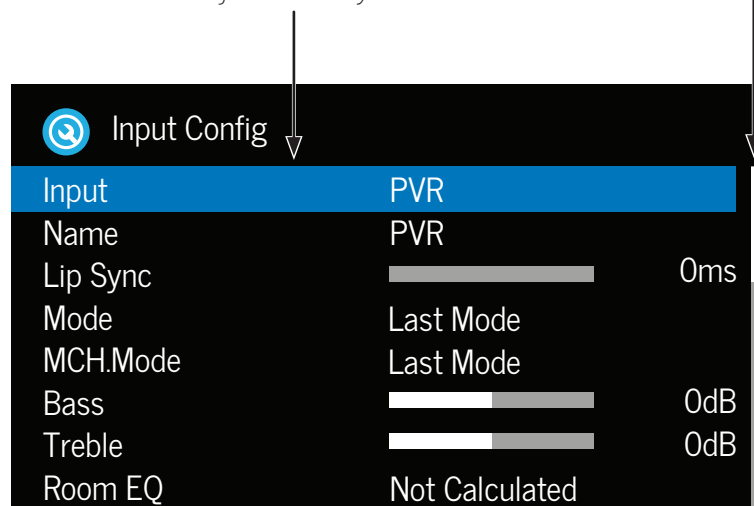 Input Config
Input PVR
Name PVR
Lip Sync 0ms
Mode Last Mode
MCH.Mode Last Mode
Bass 0dB
Treble 0dB
Room EQ Not Calculated